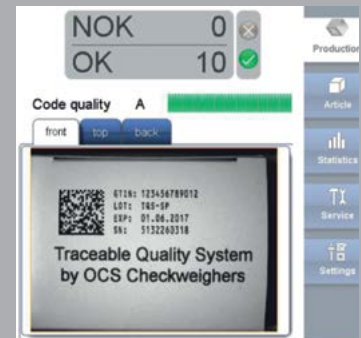 NOK 0
OK 10
Production
Code quality A
Article
front top back
Statistics
GTIN: 123456789012
LOT: TQS-SP
EXP: 01.06.2017
SN: 5132260318
Service
Traceable Quality System
by OCS Checkweighers
Settings